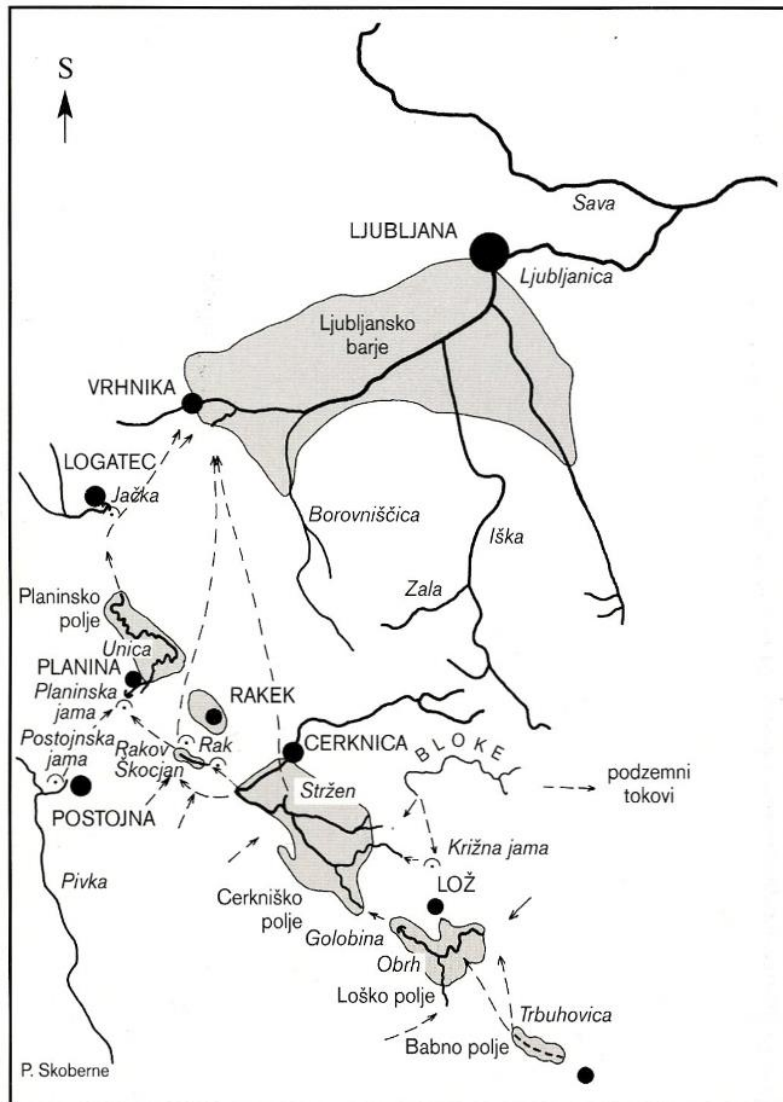 S
Sava
LJUBLJANA
Ljubljanica
Ljubljansko
barje
VRHNIKA
LOGATEC
Jačka
Borovniščica
Iška
Zala
Planinsko
polje
Unica
PLANINA
Planinska
jama
RAKEK
Postojnska
jama
Rakov
Škocjan
Rak
CERKNICA
BLOKE
podzemni
tokovi
POSTOJNA
Stržen
Križna jama
Pivka
LOŽ
Cerkniško
polje
Golobina
Obrh
Loško polje
Trbuhovica
Babno polje
P. Skoberne